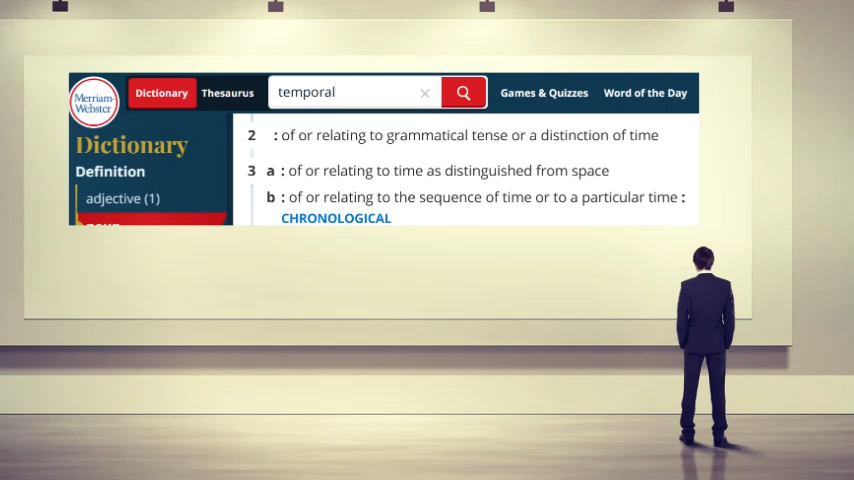 Merriam-
Webster
Dictionary
Thesaurus
temporal
Games & Quizzes
Word of the Day
Dictionary
Definition
adjective (1)
2 : of or relating to grammatical tense or a distinction of time
3 a : of or relating to time as distinguished from space
b : of or relating to the sequence of time or to a particular time :
CHRONOLOGICAL